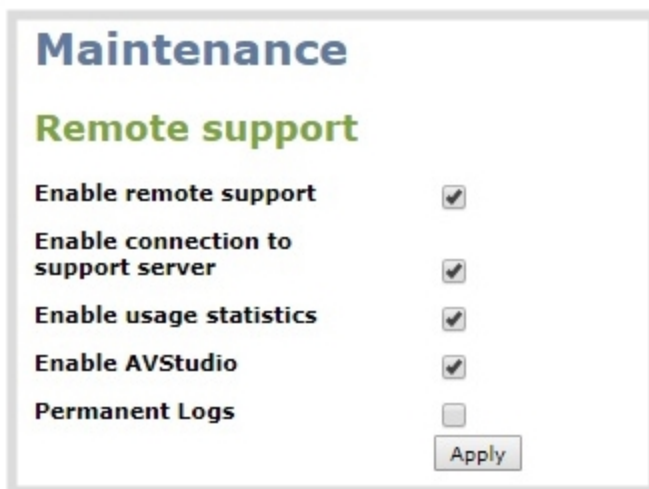 Maintenance
Remote support
Enable remote support
Enable connection to
support server
Enable usage statistics
Enable AVStudio
Permanent Logs
Apply